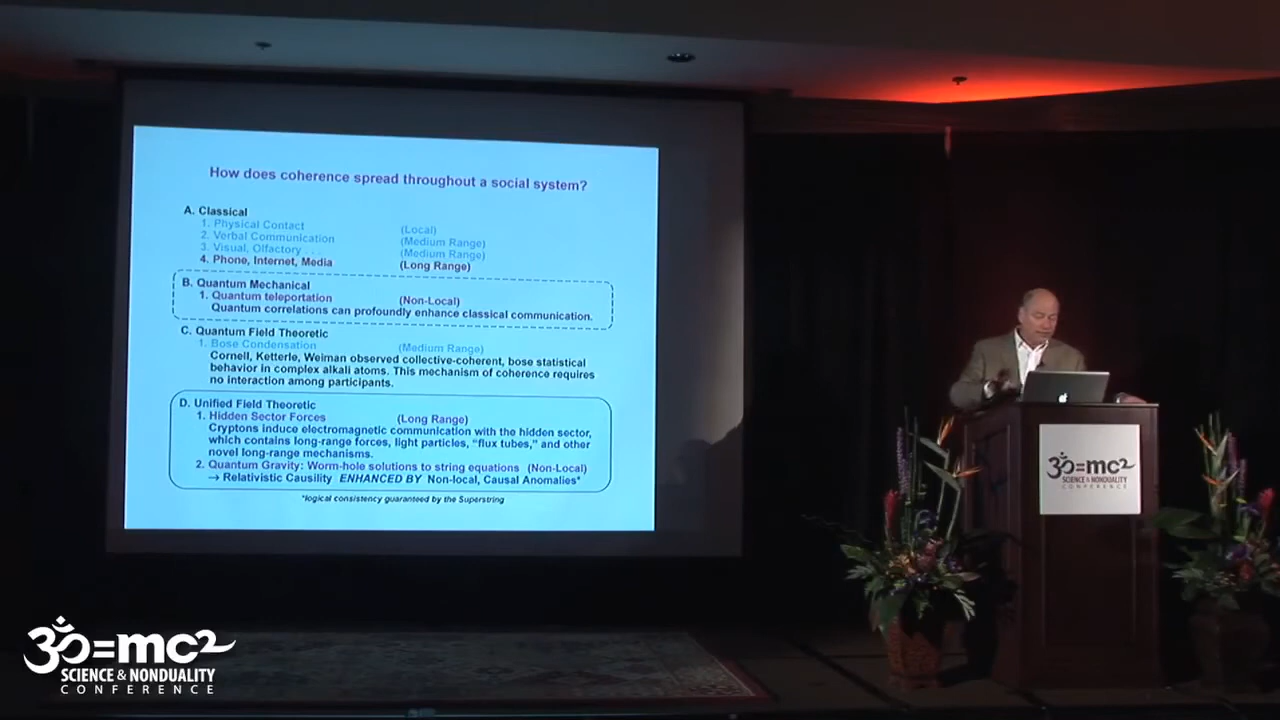 How does coherence spread throughout a social system?
A. Classical
1. Physical Contact (Local)
2. Verbal Communication (Medium Range)
3. Visual, Olfactory . . . (Medium Range)
4. Phone, Internet, Media (Long Range)
B. Quantum Mechanical
1. Quantum teleportation (Non-Local)
Quantum correlations can profoundly enhance classical communication.
C. Quantum Field Theoretic
1. Bose Condensation (Medium Range)
Cornell, Ketterle, Weiman observed collective-coherent, bose statistical
behavior in complex alkali atoms. This mechanism of coherence requires
no interaction among participants.
D. Unified Field Theoretic
1. Hidden Sector Forces (Long Range)
Cryptons induce electromagnetic communication with the hidden sector,
which contains long-range forces, light particles, "flux tubes," and other
novel long-range mechanisms.
2. Quantum Gravity: Worm-hole solutions to string equations (Non-Local)
→ Relativistic Causility ENHANCED BY Non-local, Causal Anomalies*
*logical consistency guaranteed by the Superstring
ॐ=mc2
SCIENCE & NONDUALITY
CONFERENCE
ॐ=mc2
SCIENCE & NONDUALITY
CONFERENCE